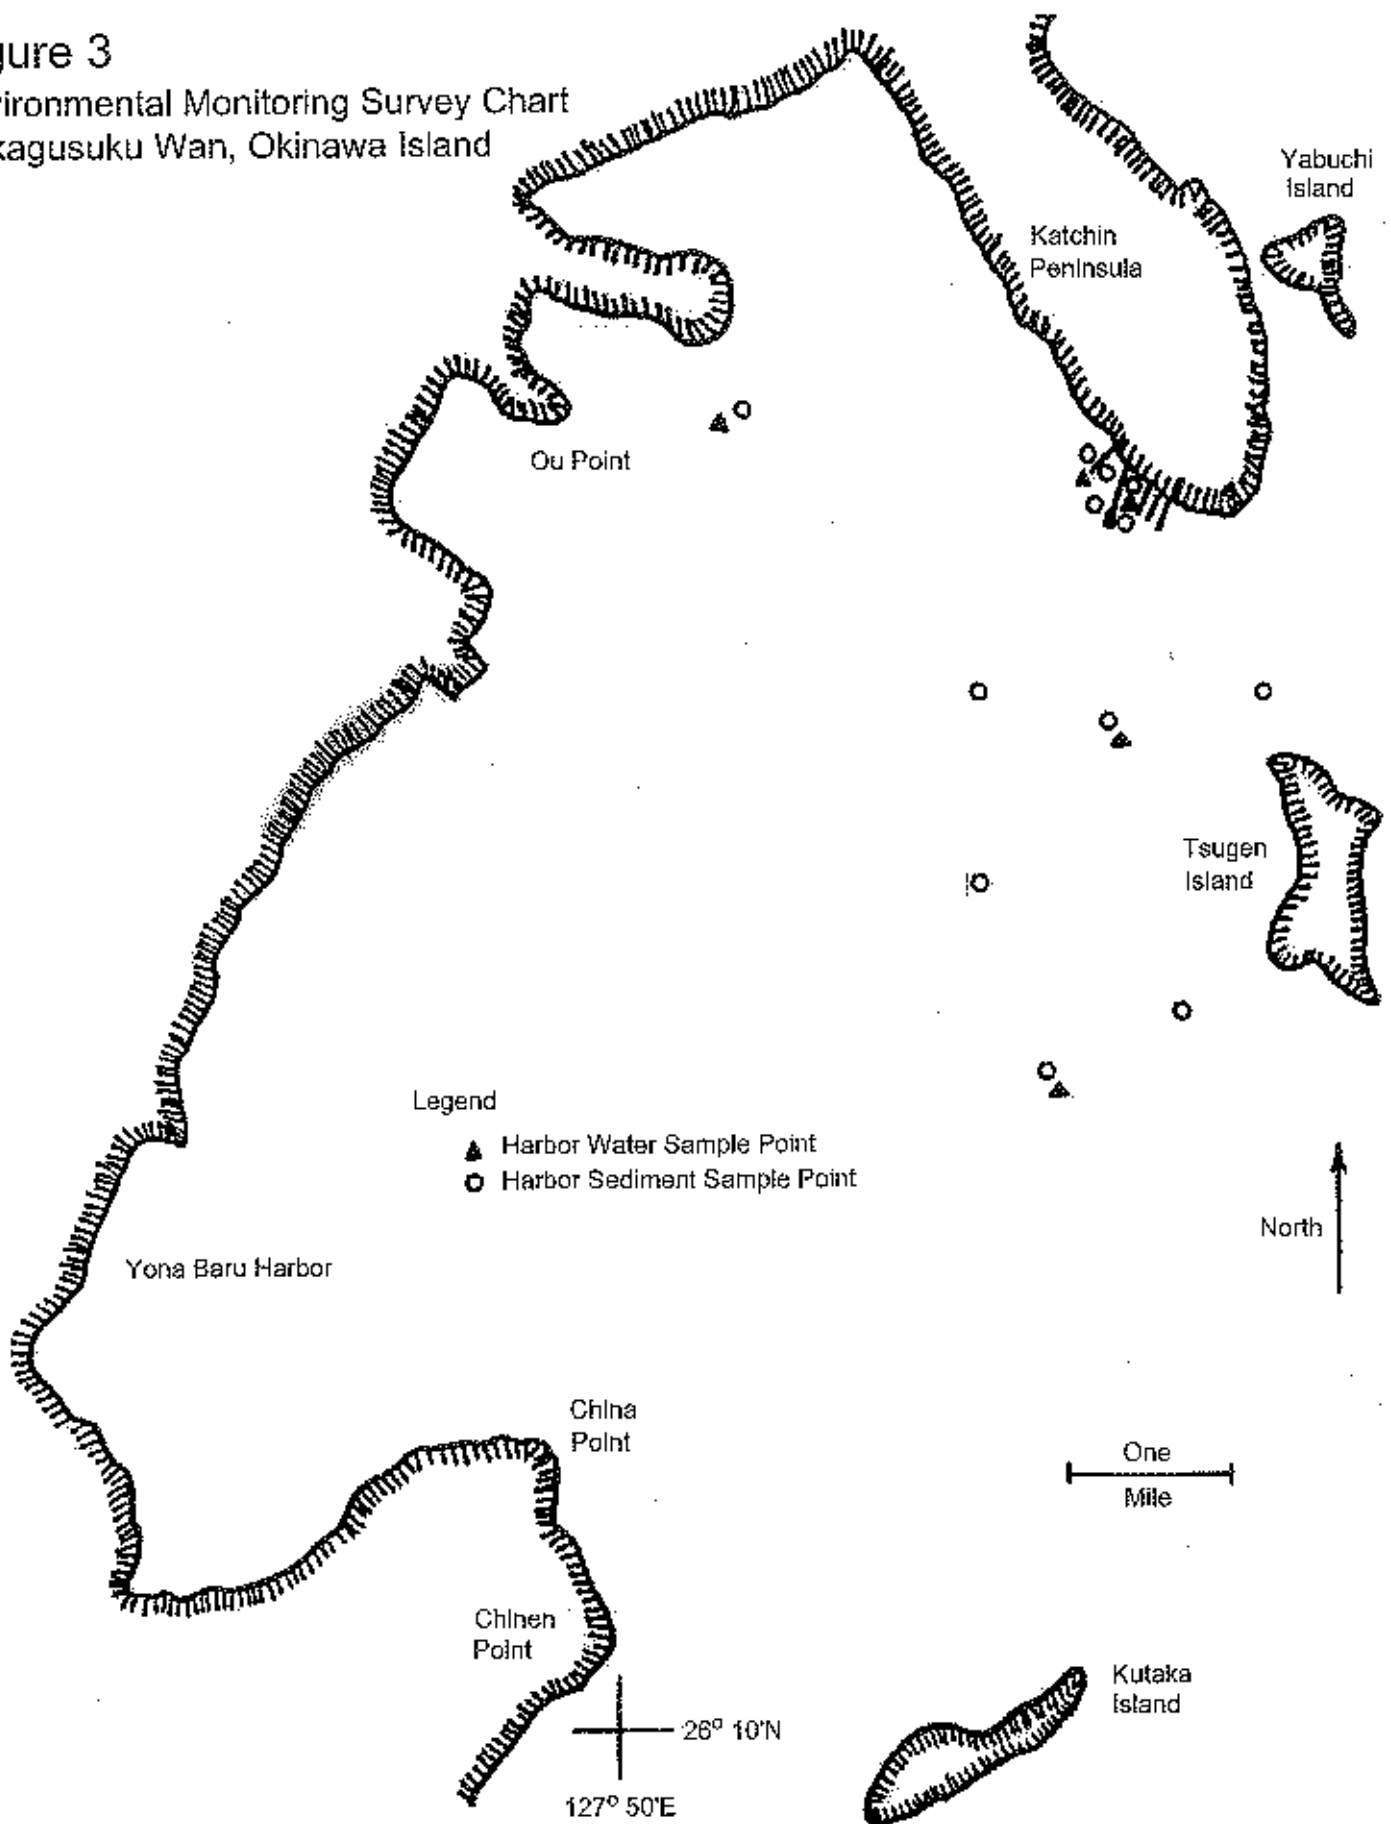 gure 3
vironmental Monitoring Survey Chart
kagusuku Wan, Okinawa Island
Yabuchi
Island
Katchin
Peninsula
Ou Point
Tsugen
Island
Legend
Harbor Water Sample Point
Harbor Sediment Sample Point
North
Yona Baru Harbor
China
Point
One
Mile
Chinen
Point
Kutaka
Island
26° 10'N
127° 50'E